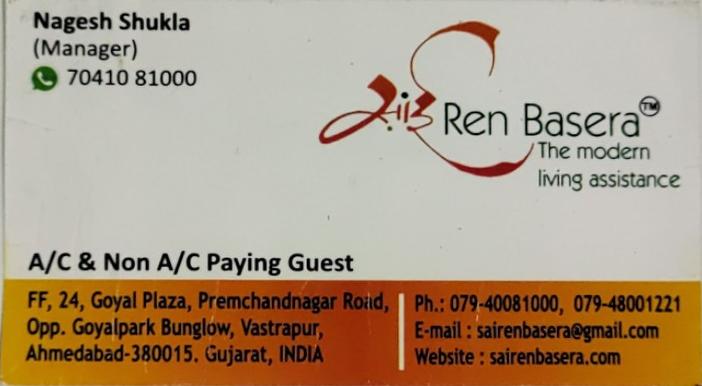 Nagesh Shukla
(Manager)
70410 81000
सांई Ren Basera™
The modern
living assistance
A/C & Non A/C Paying Guest
FF, 24, Goyal Plaza, Premchandnagar Road,
Opp. Goyalpark Bunglow, Vastrapur,
Ahmedabad-380015. Gujarat, INDIA
Ph.: 079-40081000, 079-48001221
E-mail : sairenbasera@gmail.com
Website : sairenbasera.com